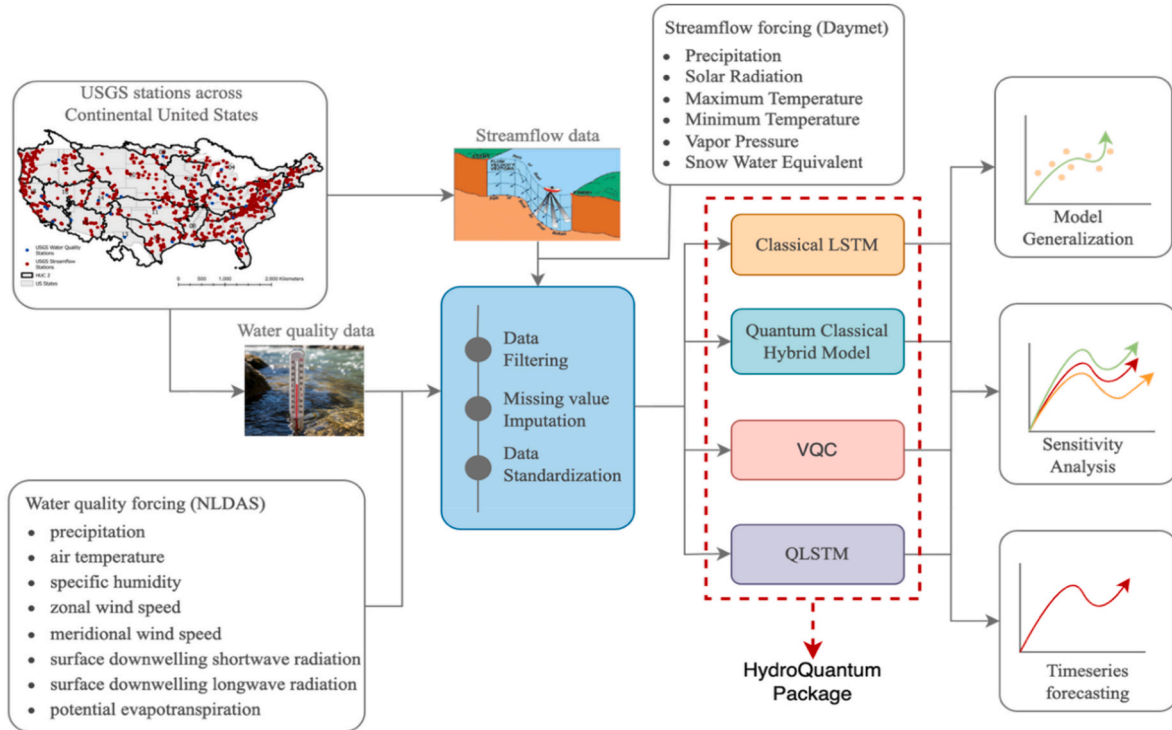 USGS stations across
Continental United States
USGS Water Quality
Stations
USGS Streamflow
Stations
HUC 2
US States
0 500 1.000 2.000 Kilometers
Streamflow data
Streamflow forcing (Daymet)
• Precipitation
• Solar Radiation
• Maximum Temperature
• Minimum Temperature
• Vapor Pressure
• Snow Water Equivalent
Water quality data
Water quality forcing (NLDAS)
• precipitation
• air temperature
• specific humidity
• zonal wind speed
• meridional wind speed
• surface downwelling shortwave radiation
• surface downwelling longwave radiation
• potential evapotranspiration
Data
Filtering
Missing value
Imputation
Data
Standardization
Classical LSTM
Quantum Classical
Hybrid Model
VQC
QLSTM
HydroQuantum
Package
Model
Generalization
Sensitivity
Analysis
Timeseries
forecasting